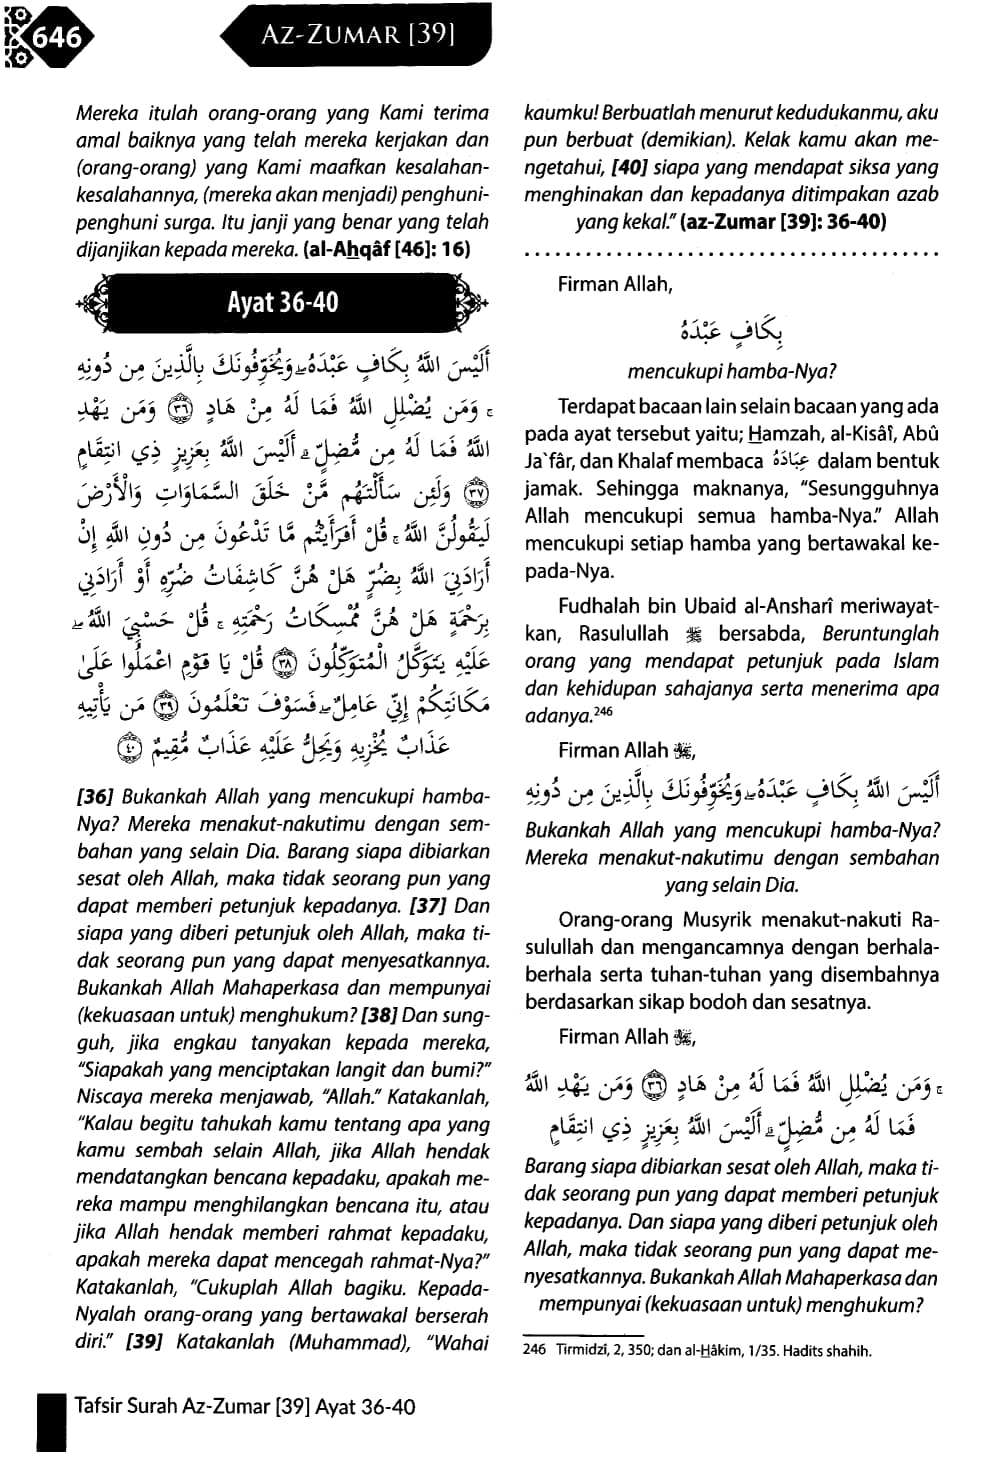 646
AZ-ZUMAR [39]
Mereka itulah orang-orang yang Kami terima
amal baiknya yang telah mereka kerjakan dan
(orang-orang) yang Kami maafkan kesalahan-
kesalahannya, (mereka akan menjadi) penghuni-
penghuni surga. Itu janji yang benar yang telah
dijanjikan kepada mereka. (al-Ahqâf [46]: 16)
Ayat 36-40
أَلَيْسَ اللَّهُ بِكَافٍ عَبْدَهُ ۖ وَيُخَوِّفُونَكَ بِالَّذِينَ مِن دُونِهِ
ۚ وَمَن يُضْلِلِ اللَّهُ فَمَا لَهُ مِنْ هَادٍ ﴿٣٦﴾ وَمَن يَهْدِ
اللَّهُ فَمَا لَهُ مِن مُّضِلٍّ ۗ أَلَيْسَ اللَّهُ بِعَزِيزٍ ذِي انتِقَامٍ
﴿٣٧﴾ وَلَئِن سَأَلْتَهُم مَّنْ خَلَقَ السَّمَاوَاتِ وَالْأَرْضَ
لَيَقُولُنَّ اللَّهُ ۚ قُلْ أَفَرَأَيْتُم مَّا تَدْعُونَ مِن دُونِ اللَّهِ إِنْ
أَرَادَنِيَ اللَّهُ بِضُرٍّ هَلْ هُنَّ كَاشِفَاتُ ضُرِّهِ أَوْ أَرَادَنِي
بِرَحْمَةٍ هَلْ هُنَّ مُمْسِكَاتُ رَحْمَتِهِ ۚ قُلْ حَسْبِيَ اللَّهُ ۖ
عَلَيْهِ يَتَوَكَّلُ الْمُتَوَكِّلُونَ ﴿٣٨﴾ قُلْ يَا قَوْمِ اعْمَلُوا عَلَىٰ
مَكَانَتِكُمْ إِنِّي عَامِلٌ ۖ فَسَوْفَ تَعْلَمُونَ ﴿٣٩﴾ مَن يَأْتِيهِ
عَذَابٌ يُخْزِيهِ وَيَحِلُّ عَلَيْهِ عَذَابٌ مُّقِيمٌ ﴿٤٠﴾
[36] Bukankah Allah yang mencukupi hamba-
Nya? Mereka menakut-nakutimu dengan sem-
bahan yang selain Dia. Barang siapa dibiarkan
sesat oleh Allah, maka tidak seorang pun yang
dapat memberi petunjuk kepadanya. [37] Dan
siapa yang diberi petunjuk oleh Allah, maka ti-
dak seorang pun yang dapat menyesatkannya.
Bukankah Allah Mahaperkasa dan mempunyai
(kekuasaan untuk) menghukum? [38] Dan sung-
guh, jika engkau tanyakan kepada mereka,
“Siapakah yang menciptakan langit dan bumi?”
Niscaya mereka menjawab, “Allah.” Katakanlah,
“Kalau begitu tahukah kamu tentang apa yang
kamu sembah selain Allah, jika Allah hendak
mendatangkan bencana kepadaku, apakah me-
reka mampu menghilangkan bencana itu, atau
jika Allah hendak memberi rahmat kepadaku,
apakah mereka dapat mencegah rahmat-Nya?”
Katakanlah, “Cukuplah Allah bagiku. Kepada-
Nyalah orang-orang yang bertawakal berserah
diri.” [39] Katakanlah (Muhammad), “Wahai
kaumku! Berbuatlah menurut kedudukanmu, aku
pun berbuat (demikian). Kelak kamu akan me-
ngetahui, [40] siapa yang mendapat siksa yang
menghinakan dan kepadanya ditimpakan azab
yang kekal.” (az-Zumar [39]: 36-40)
Firman Allah,
بِكَافٍ عَبْدَهُ
mencukupi hamba-Nya?
Terdapat bacaan lain selain bacaan yang ada
pada ayat tersebut yaitu; Hamzah, al-Kisâî, Abû
Ja`fâr, dan Khalaf membaca عِبَادَهُ dalam bentuk
jamak. Sehingga maknanya, “Sesungguhnya
Allah mencukupi semua hamba-Nya.” Allah
mencukupi setiap hamba yang bertawakal ke-
pada-Nya.
Fudhalah bin Ubaid al-Ansharî meriwayat-
kan, Rasulullah ﷺ bersabda, Beruntunglah
orang yang mendapat petunjuk pada Islam
dan kehidupan sahajanya serta menerima apa
adanya.²⁴⁶
Firman Allah,
أَلَيْسَ اللَّهُ بِكَافٍ عَبْدَهُ ۖ وَيُخَوِّفُونَكَ بِالَّذِينَ مِن دُونِهِ
Bukankah Allah yang mencukupi hamba-Nya?
Mereka menakut-nakutimu dengan sembahan
yang selain Dia.
Orang-orang Musyrik menakut-nakuti Ra-
sulullah dan mengancamnya dengan berhala-
berhala serta tuhan-tuhan yang disembahnya
berdasarkan sikap bodoh dan sesatnya.
Firman Allah,
ۚ وَمَن يُضْلِلِ اللَّهُ فَمَا لَهُ مِنْ هَادٍ ﴿٣٦﴾ وَمَن يَهْدِ اللَّهُ
فَمَا لَهُ مِن مُّضِلٍّ ۗ أَلَيْسَ اللَّهُ بِعَزِيزٍ ذِي انتِقَامٍ
Barang siapa dibiarkan sesat oleh Allah, maka ti-
dak seorang pun yang dapat memberi petunjuk
kepadanya. Dan siapa yang diberi petunjuk oleh
Allah, maka tidak seorang pun yang dapat me-
nyesatkannya. Bukankah Allah Mahaperkasa dan
mempunyai (kekuasaan untuk) menghukum?
246 Tirmidzî, 2, 350; dan al-Hâkim, 1/35. Hadits shahih.
Tafsir Surah Az-Zumar [39] Ayat 36-40